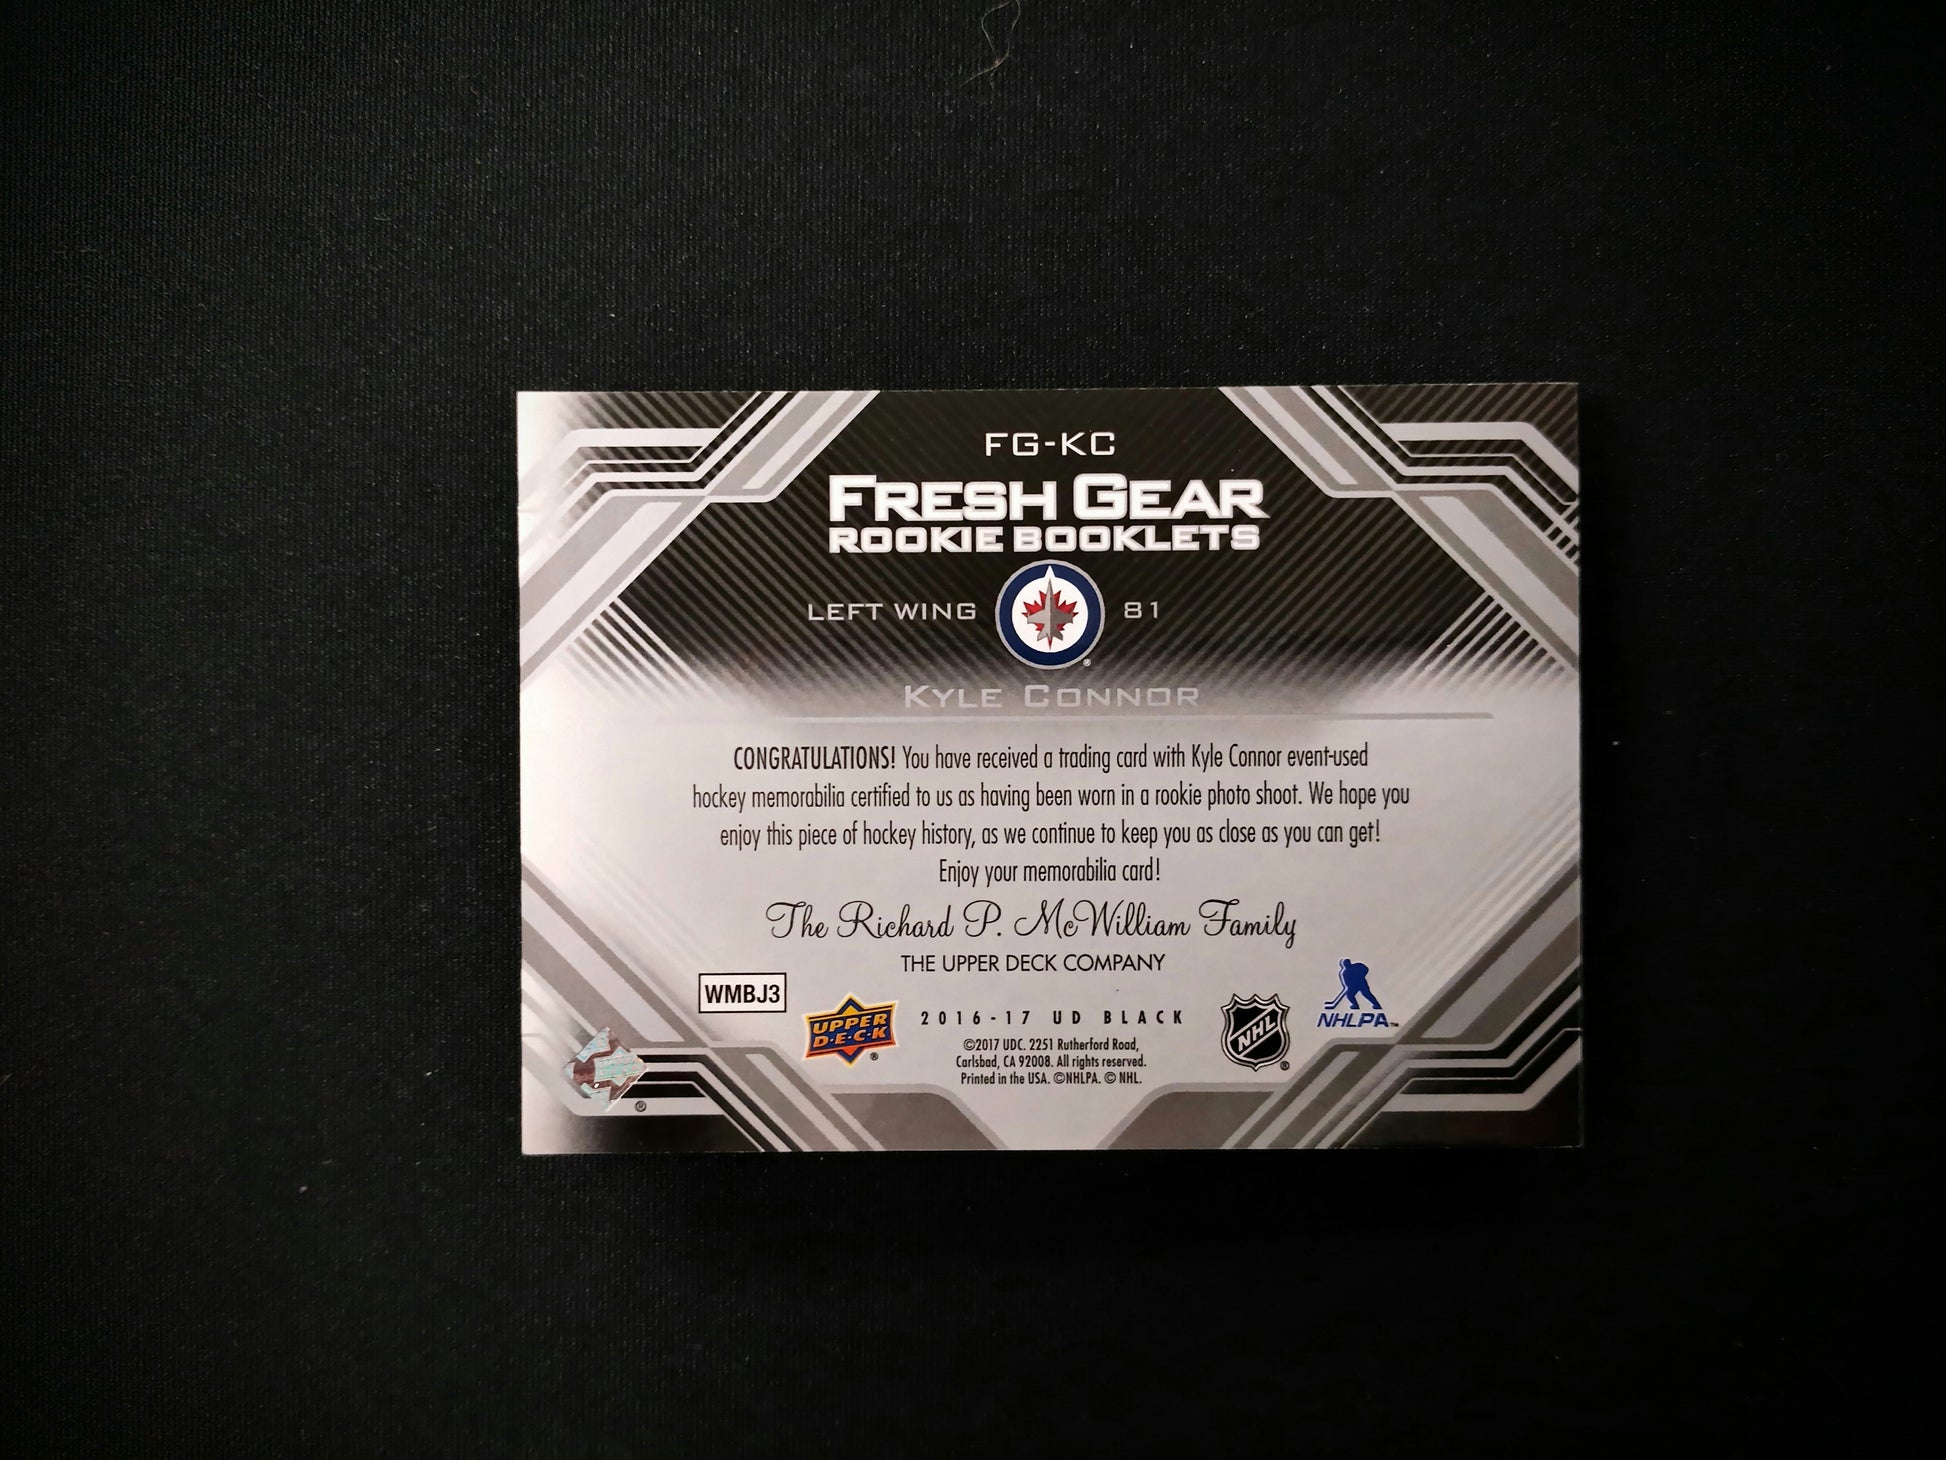 FG-KC
FRESH GEAR
ROOKIE BOOKLETS
LEFT WING 81
KYLE CONNOR
CONGRATULATIONS! You have received a trading card with Kyle Connor event-used
hockey memorabilia certified to us as having been worn in a rookie photo shoot. We hope you
enjoy this piece of hockey history, as we continue to keep you as close as you can get!
Enjoy your memorabilia card!
The Richard P. McWilliam Family
THE UPPER DECK COMPANY
WMBJ3
UPPER
D·E·C·K
®
2016-17 UD BLACK
©2017 UDC. 2251 Rutherford Road,
Carlsbad, CA 92008. All rights reserved.
Printed in the USA. ©NHLPA. © NHL.
NHL
®
NHLPA™
®